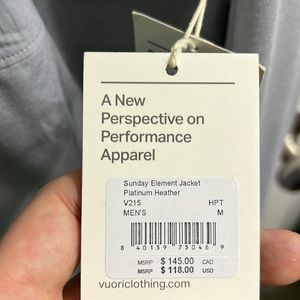 A New
Perspective on
Performance
Apparel
Sunday Element Jacket
Platinum Heather
V215 HPT
MEN'S M
8 40139 73046 9
MSRP $ 145.00 CAD
MSRP $ 118.00 USD
vuoriclothing.com